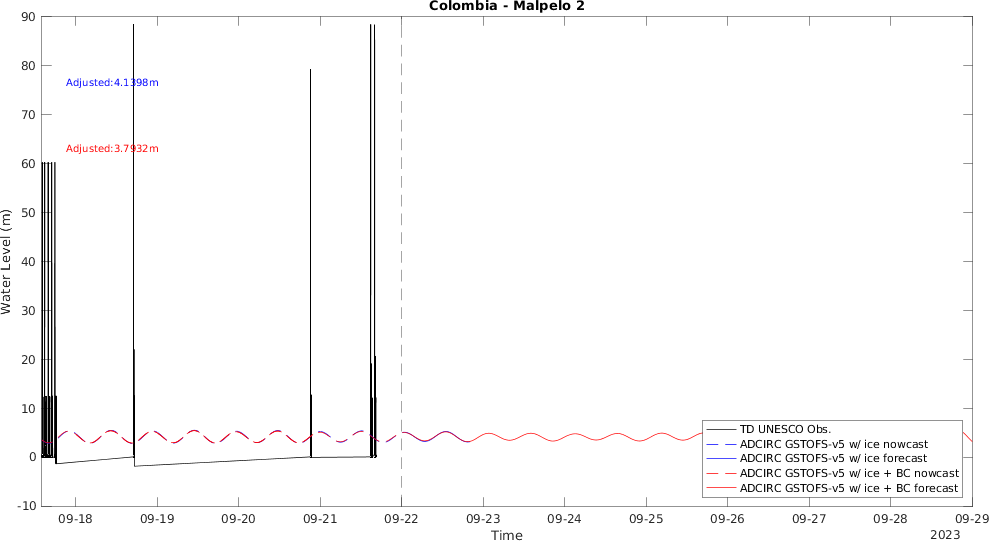 Colombia - Malpelo 2
90
80
70
60
50
40
30
20
10
0
-10
Water Level (m)
Adjusted:4.1398m
Adjusted:3.7932m
TD UNESCO Obs.
ADCIRC GSTOFS-v5 w/ ice nowcast
ADCIRC GSTOFS-v5 w/ ice forecast
ADCIRC GSTOFS-v5 w/ ice + BC nowcast
ADCIRC GSTOFS-v5 w/ ice + BC forecast
09-18 09-19 09-20 09-21 09-22 09-23 09-24 09-25 09-26 09-27 09-28 09-29
Time
2023